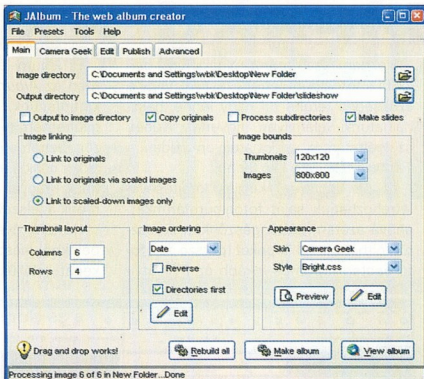 JAlbum - The web album creator
File Presets Tools Help
Main Camera Geek Edit Publish Advanced
Image directory C:\Documents and Settings\wbk\Desktop\New Folder
Output directory C:\Documents and Settings\wbk\Desktop\New Folder\slideshow
Output to image directory Copy originals Process subdirectories Make slides
Image linking
Link to originals
Link to originals via scaled images
Link to scaled-down images only
Image bounds
Thumbnails 120x120
Images 800x800
Thumbnail layout
Columns 6
Rows 4
Image ordering
Date
Reverse
Directories first
Edit
Appearance
Skin Camera Geek
Style Bright.css
Preview Edit
Drag and drop works! Rebuild all Make album View album
Processing image 6 of 6 in New Folder...Done